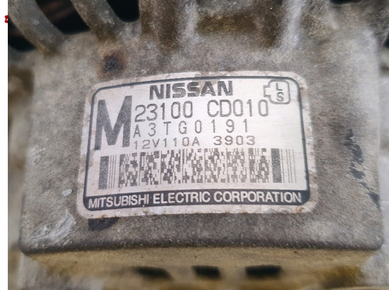 NISSAN
L
S
M
23100 CD010
A3TG0191
12V110A 3903
MITSUBISHI ELECTRIC CORPORATION